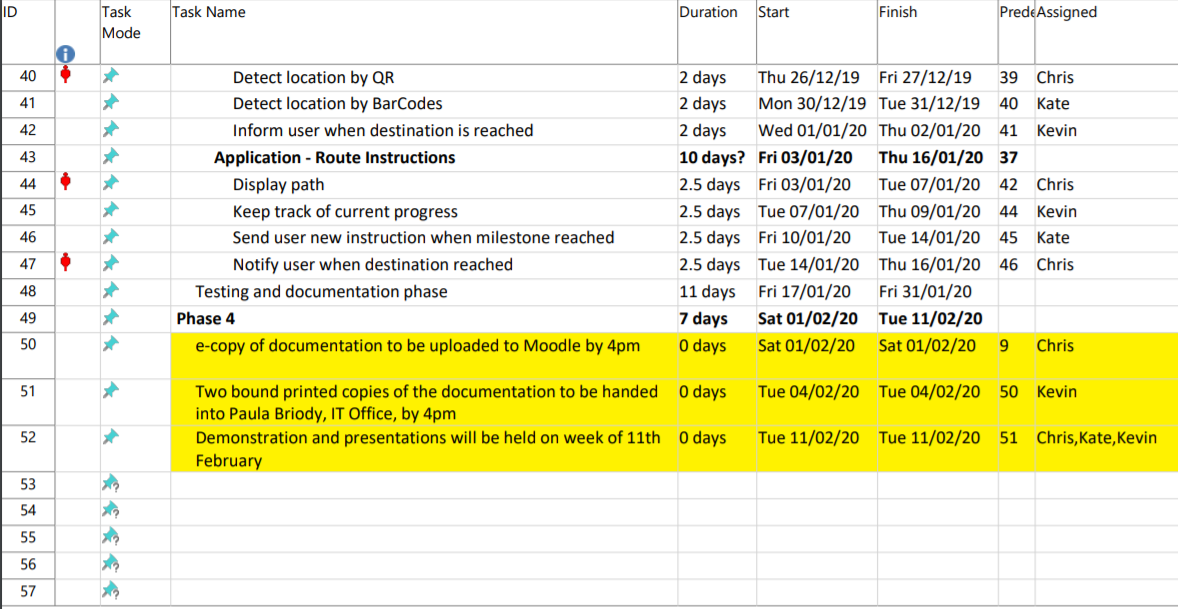 ID Task Mode Task Name Duration Start Finish Prede Assigned
40 Detect location by QR 2 days Thu 26/12/19 Fri 27/12/19 39 Chris
41 Detect location by BarCodes 2 days Mon 30/12/19 Tue 31/12/19 40 Kate
42 Inform user when destination is reached 2 days Wed 01/01/20 Thu 02/01/20 41 Kevin
43 Application - Route Instructions 10 days? Fri 03/01/20 Thu 16/01/20 37
44 Display path 2.5 days Fri 03/01/20 Tue 07/01/20 42 Chris
45 Keep track of current progress 2.5 days Tue 07/01/20 Thu 09/01/20 44 Kevin
46 Send user new instruction when milestone reached 2.5 days Fri 10/01/20 Tue 14/01/20 45 Kate
47 Notify user when destination reached 2.5 days Tue 14/01/20 Thu 16/01/20 46 Chris
48 Testing and documentation phase 11 days Fri 17/01/20 Fri 31/01/20
49 Phase 4 7 days Sat 01/02/20 Tue 11/02/20
50 e-copy of documentation to be uploaded to Moodle by 4pm 0 days Sat 01/02/20 Sat 01/02/20 9 Chris
51 Two bound printed copies of the documentation to be handed 0 days Tue 04/02/20 Tue 04/02/20 50 Kevin
into Paula Briody, IT Office, by 4pm
52 Demonstration and presentations will be held on week of 11th 0 days Tue 11/02/20 Tue 11/02/20 51 Chris,Kate,Kevin
February
53
54
55
56
57